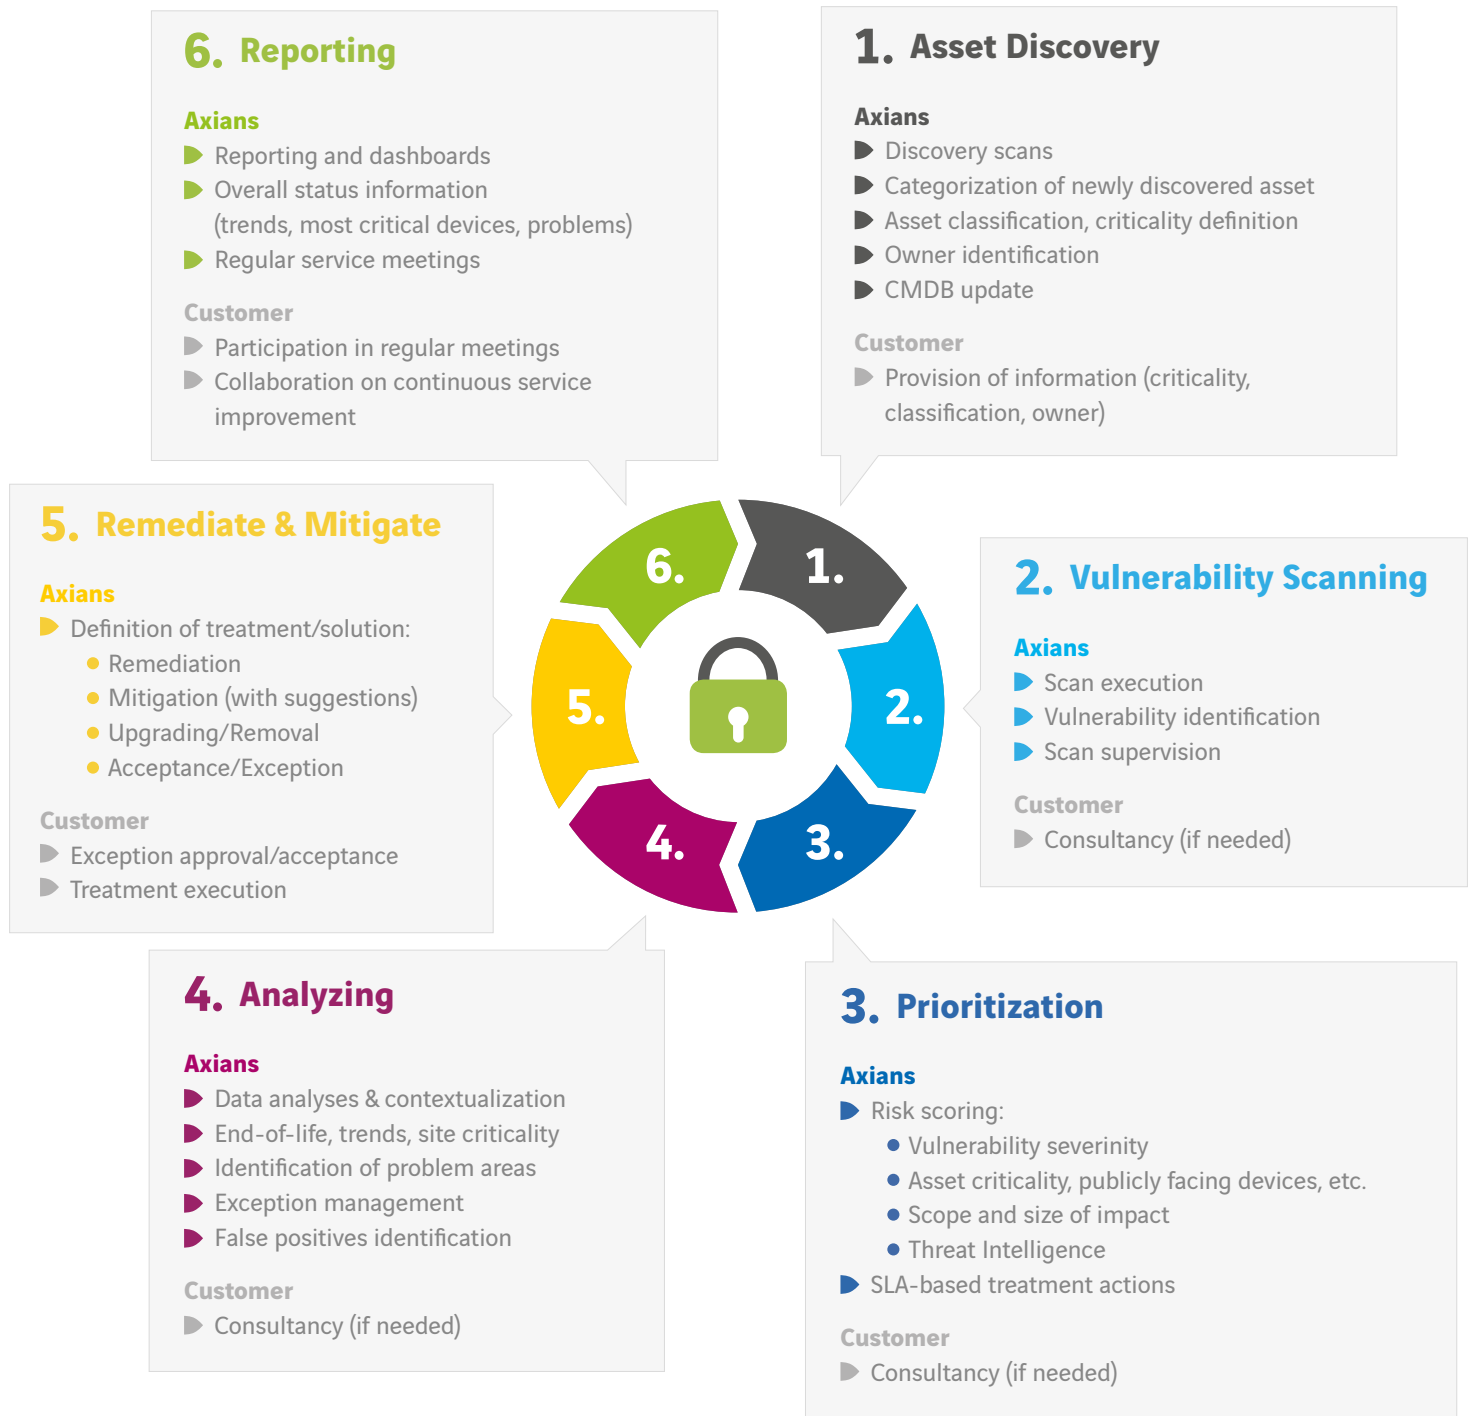 6. Reporting
Axians
Reporting and dashboards
Overall status information
(trends, most critical devices, problems)
Regular service meetings
Customer
Participation in regular meetings
Collaboration on continuous service
improvement
1. Asset Discovery
Axians
Discovery scans
Categorization of newly discovered asset
Asset classification, criticality definition
Owner identification
CMDB update
Customer
Provision of information (criticality,
classification, owner)
5. Remediate & Mitigate
Axians
Definition of treatment/solution:
Remediation
Mitigation (with suggestions)
Upgrading/Removal
Acceptance/Exception
Customer
Exception approval/acceptance
Treatment execution
6.
1.
5.
2.
4.
3.
2. Vulnerability Scanning
Axians
Scan execution
Vulnerability identification
Scan supervision
Customer
Consultancy (if needed)
4. Analyzing
Axians
Data analyses & contextualization
End-of-life, trends, site criticality
Identification of problem areas
Exception management
False positives identification
Customer
Consultancy (if needed)
3. Prioritization
Axians
Risk scoring:
Vulnerability severinity
Asset criticality, publicly facing devices, etc.
Scope and size of impact
Threat Intelligence
SLA-based treatment actions
Customer
Consultancy (if needed)